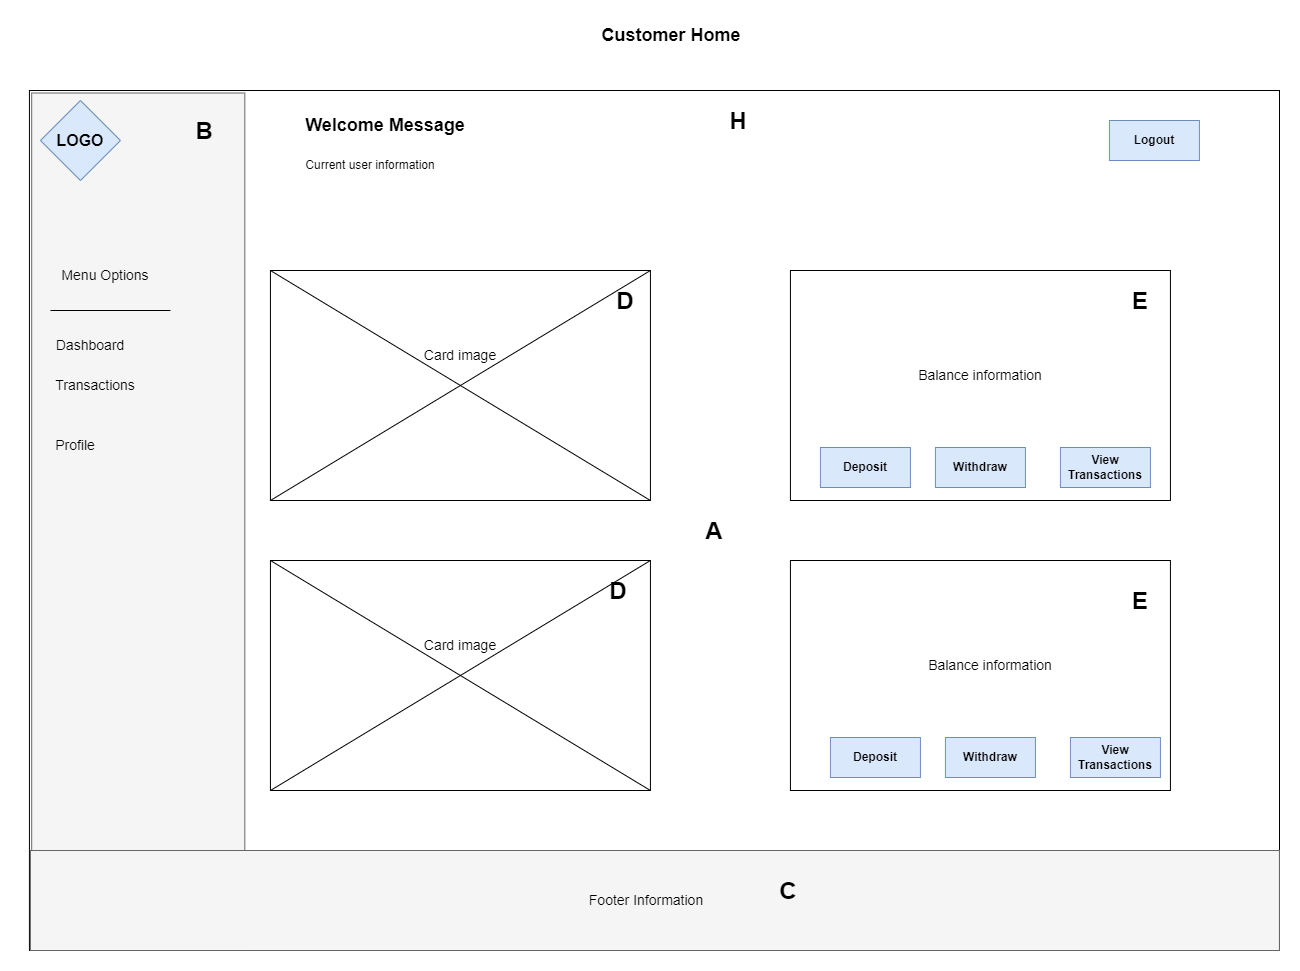 Customer Home
LOGO
B
Welcome Message
H
Logout
Current user information
Menu Options
Dashboard
Transactions
Profile
D
Card image
E
Balance information
Deposit
Withdraw
View
Transactions
A
D
Card image
E
Balance information
Deposit
Withdraw
View
Transactions
Footer Information
C